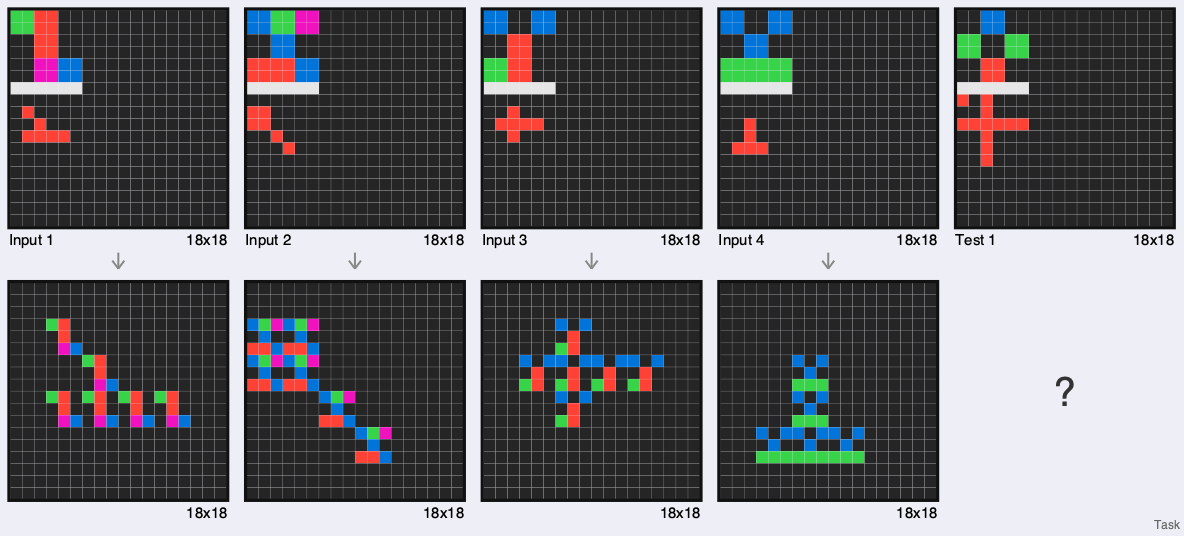 Input 1 18x18 Input 2 18x18 Input 3 18x18 Input 4 18x18 Test 1 18x18
↓ ↓ ↓ ↓
?
18x18 18x18 18x18 18x18
Task